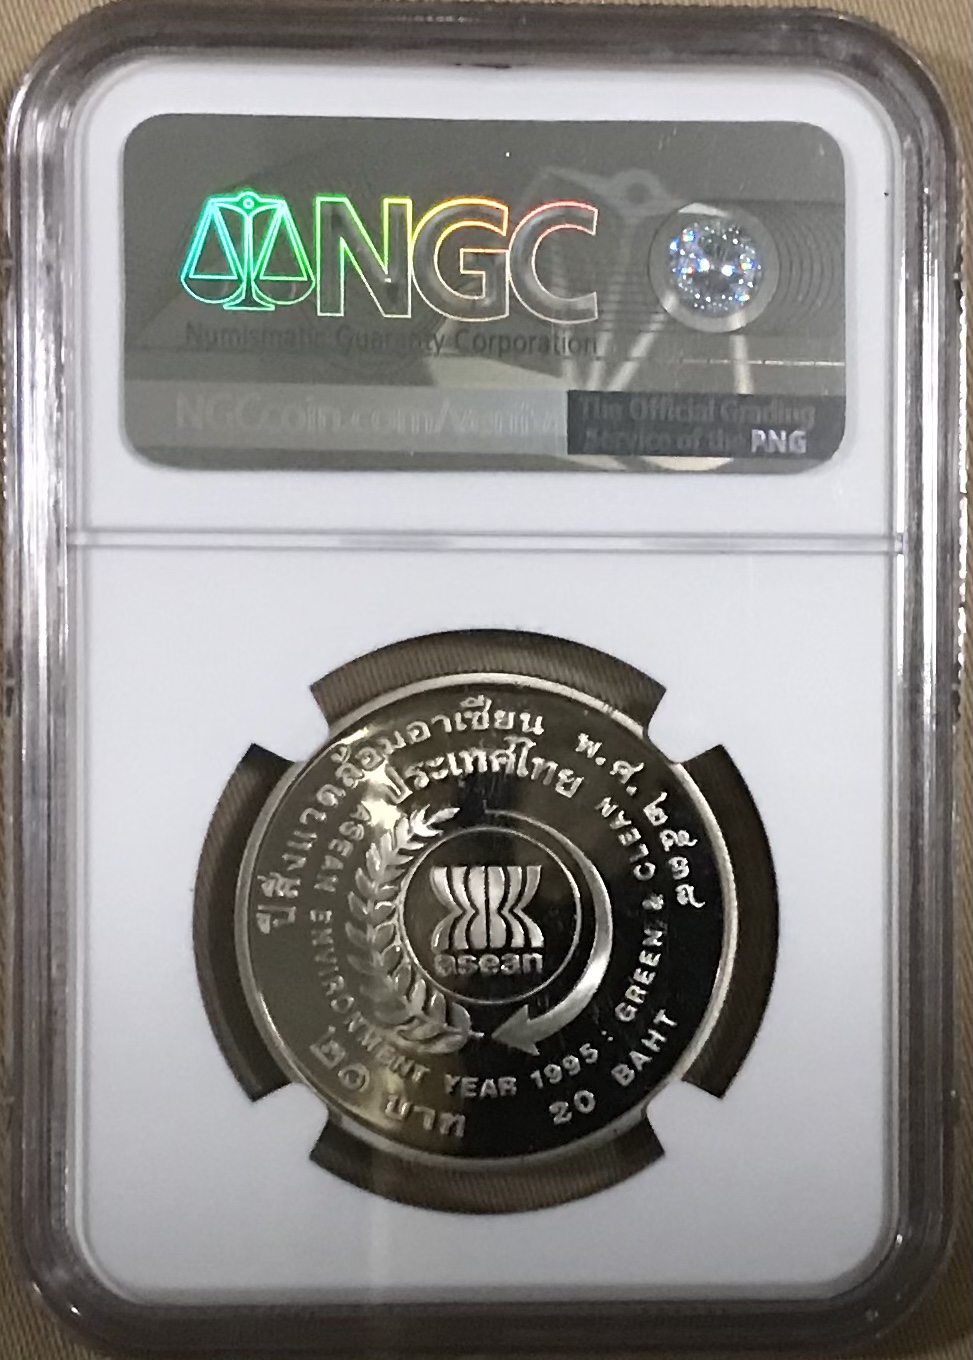 NGC
Numismatic Guaranty Corporation
NGCcoin.com/verify
The Official Grading
Service of the PNG
ปีสิ่งแวดล้อมอาเซียน พ.ศ. ๒๕๓๘
ประเทศไทย
ASEAN ENVIRONMENT YEAR 1995 : GREEN & CLEAN
asean
๒๐ บาท 20 BAHT